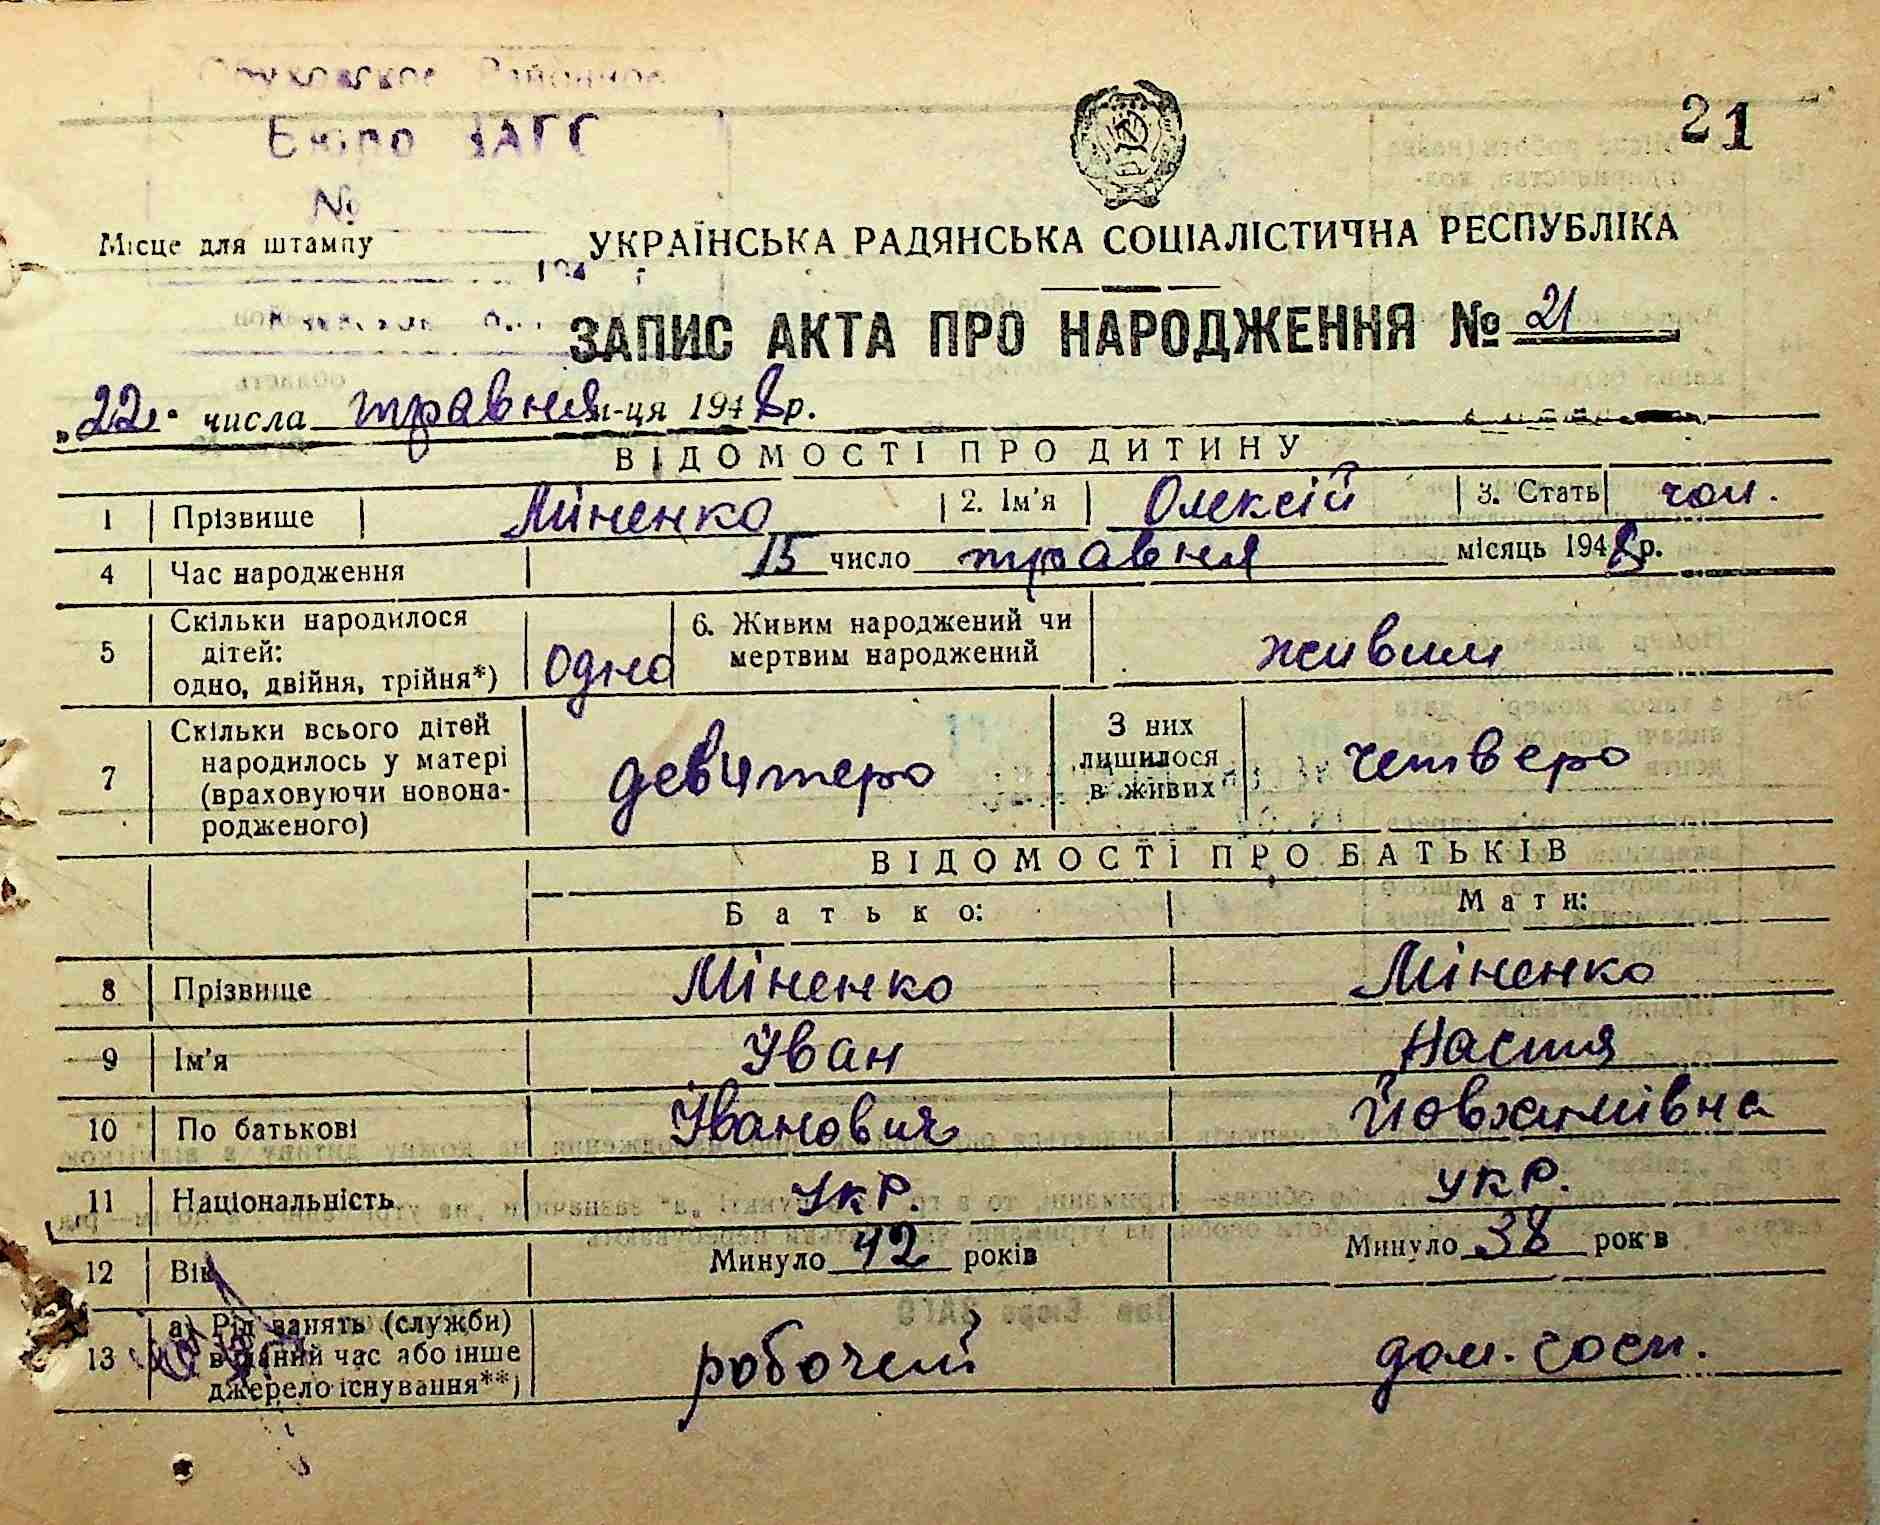 Районное
Бюро ЗАГС
№
21
Місце для штампу
УКРАЇНСЬКА РАДЯНСЬКА СОЦІАЛІСТИЧНА РЕСПУБЛІКА
194 г
ЗАПИС АКТА ПРО НАРОДЖЕННЯ № 21
„22" числа травня м-ця 1948 р.
ВІДОМОСТІ ПРО ДИТИНУ
1 Прізвище Міненко 2. Ім'я Олексій 3. Стать чол.
4 Час народження 15 число травня місяць 1948 р.
5 Скільки народилося дітей: одно, двійня, трійня*) одно 6. Живим народжений чи мертвим народжений живим
7 Скільки всього дітей народилось у матері (враховуючи новонародженого) девятеро З них лишилося в живих четверо
ВІДОМОСТІ ПРО БАТЬКІВ
Батько: Мати:
8 Прізвище Міненко Міненко
9 Ім'я Іван Настя
10 По батькові Іванович Йовхимівна
11 Національність укр. укр.
12 Вік Минуло 42 років Минуло 38 років
13 а) Рід занять (служби) в даний час або інше джерело існування**) робочий дом. госп.